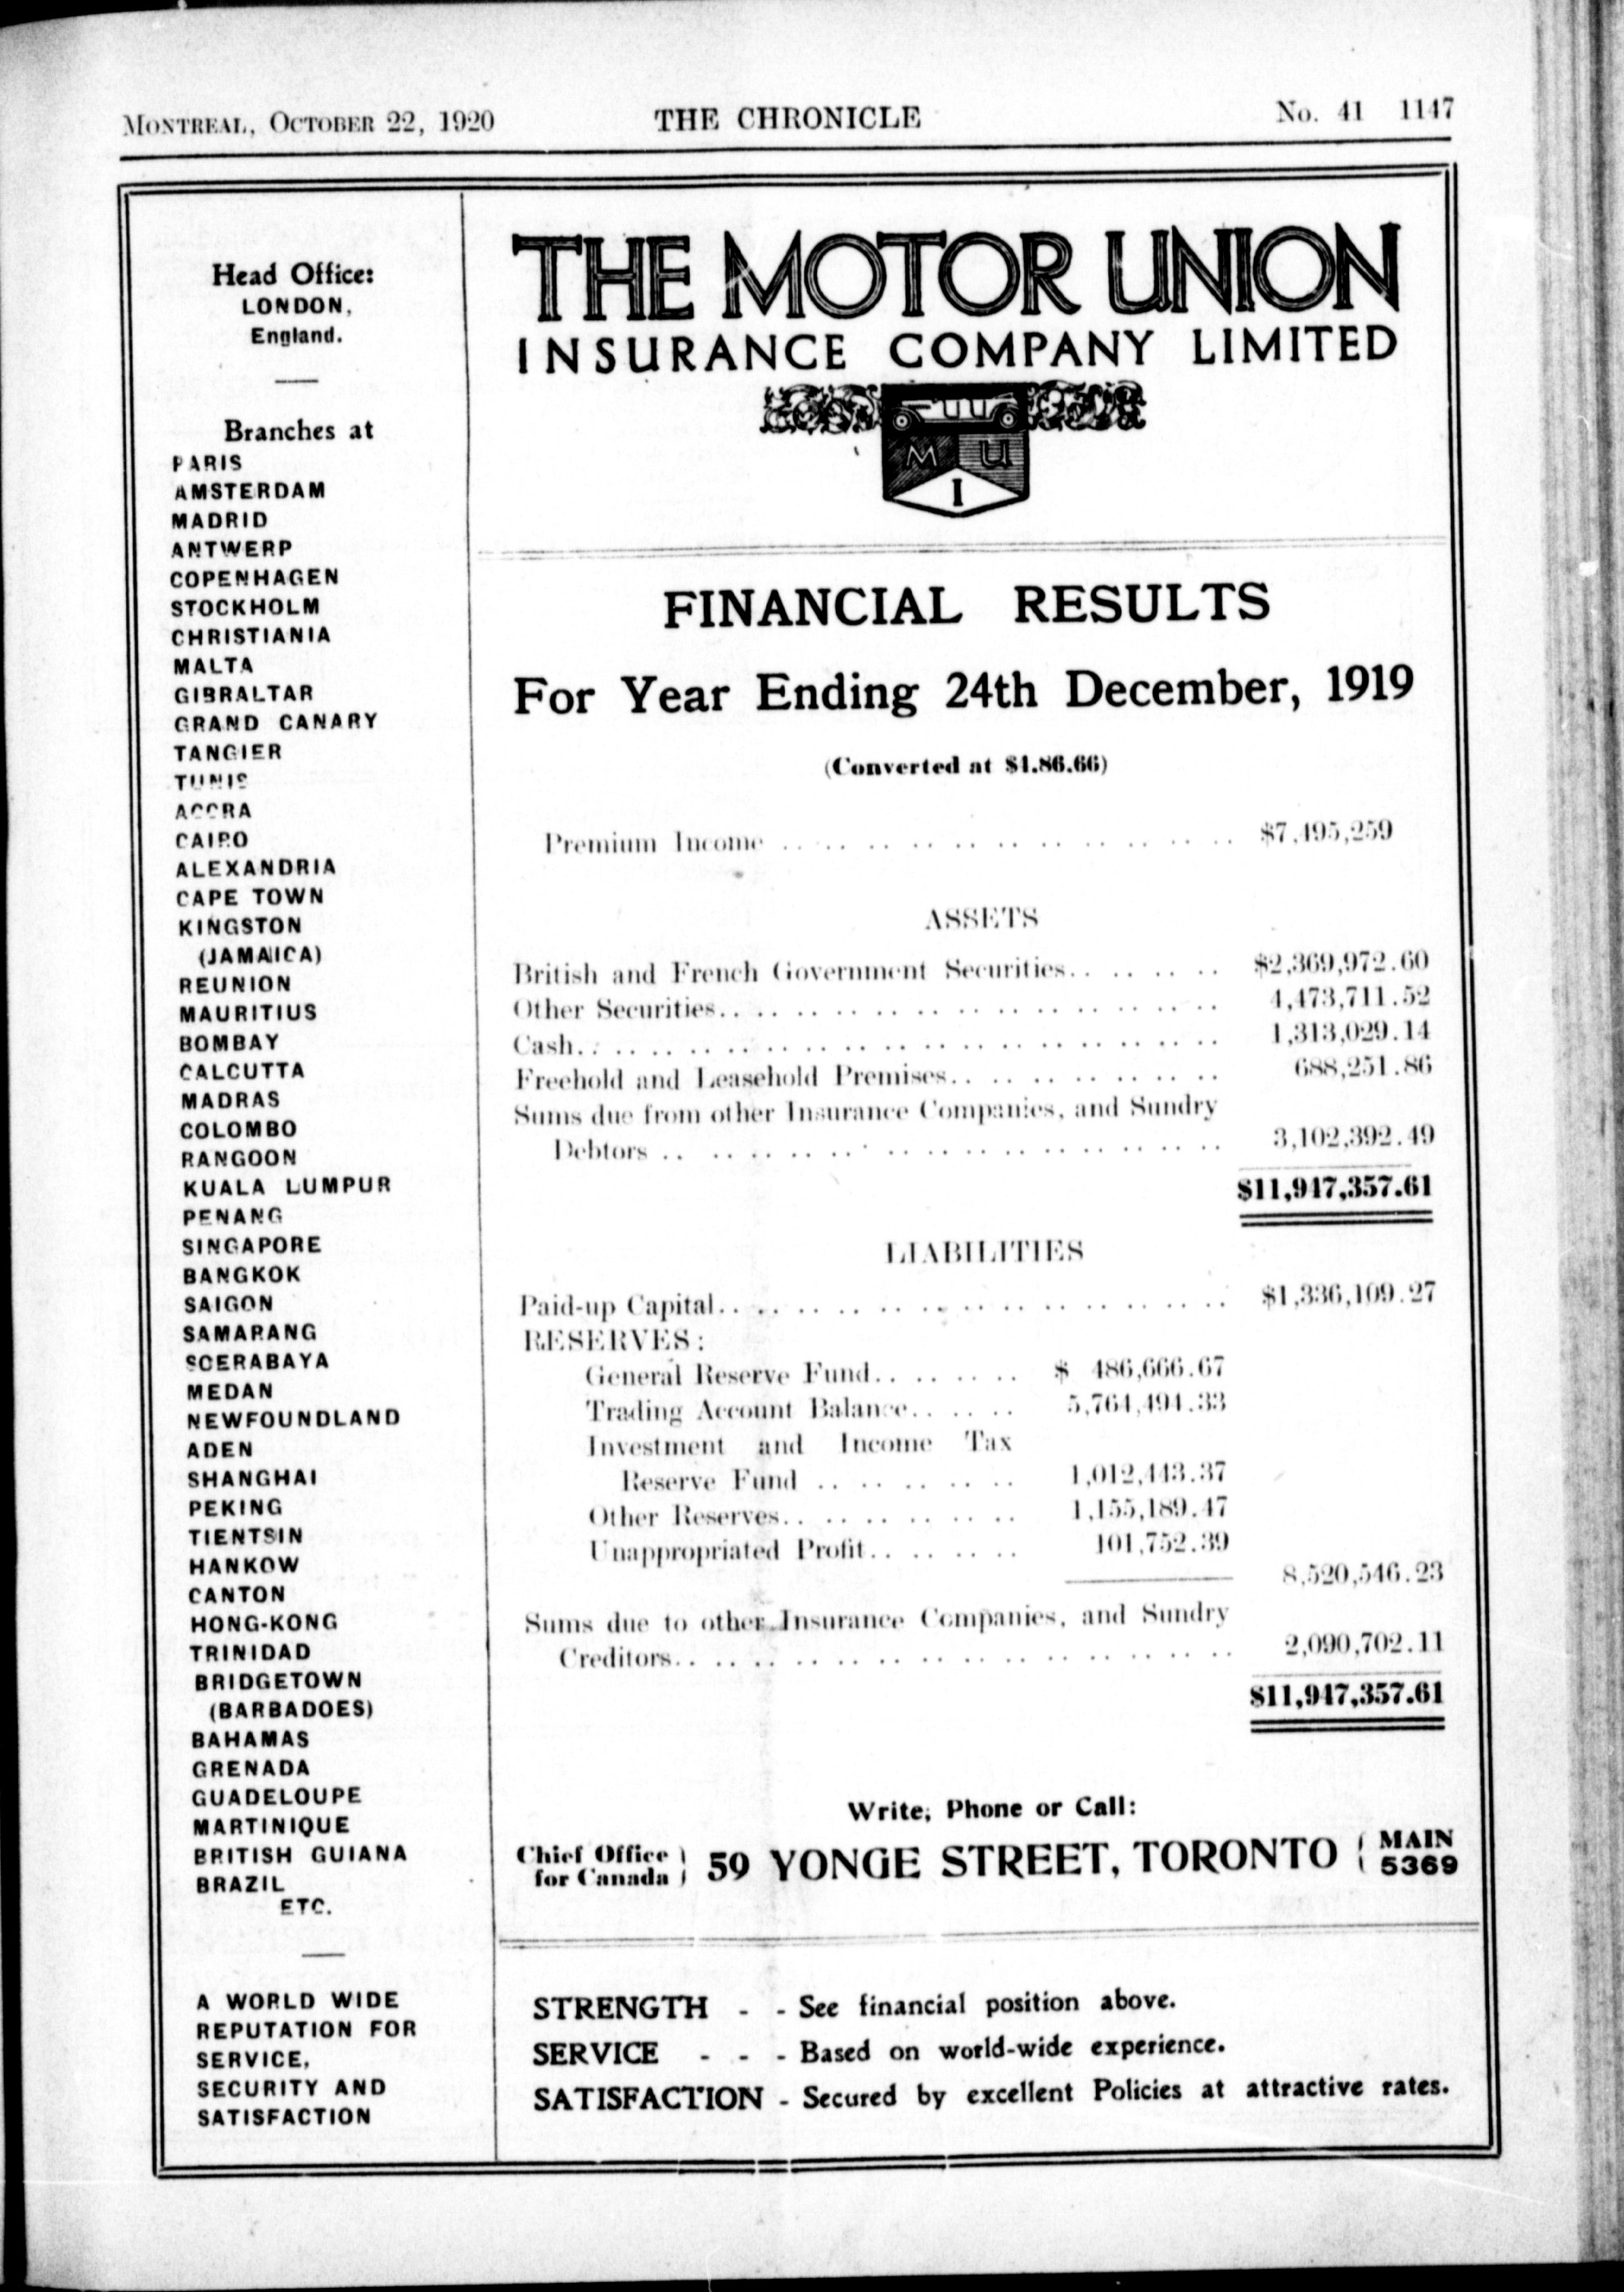 MONTREAL, OCTOBER 22, 1920 THE CHRONICLE No. 41 1147
Head Office:
LONDON,
England.
Branches at
PARIS
AMSTERDAM
MADRID
ANTWERP
COPENHAGEN
STOCKHOLM
CHRISTIANIA
MALTA
GIBRALTAR
GRAND CANARY
TANGIER
TUNIS
ACCRA
CAIRO
ALEXANDRIA
CAPE TOWN
KINGSTON
(JAMAICA)
REUNION
MAURITIUS
BOMBAY
CALCUTTA
MADRAS
COLOMBO
RANGOON
KUALA LUMPUR
PENANG
SINGAPORE
BANGKOK
SAIGON
SAMARANG
SOERABAYA
MEDAN
NEWFOUNDLAND
ADEN
SHANGHAI
PEKING
TIENTSIN
HANKOW
CANTON
HONG-KONG
TRINIDAD
BRIDGETOWN
(BARBADOES)
BAHAMAS
GRENADA
GUADELOUPE
MARTINIQUE
BRITISH GUIANA
BRAZIL
ETC.
A WORLD WIDE
REPUTATION FOR
SERVICE,
SECURITY AND
SATISFACTION
THE MOTOR UNION
INSURANCE COMPANY LIMITED
M U
I
FINANCIAL RESULTS
For Year Ending 24th December, 1919
(Converted at $4.86.66)
Premium Income .. .. .. .. .. .. .. .. $7,495,259
ASSETS
British and French Government Securities.. .. .. .. $2,369,972.60
Other Securities.. .. .. .. .. .. .. .. .. .. 4,473,711.52
Cash.. .. .. .. .. .. .. .. .. .. .. 1,313,029.14
Freehold and Leasehold Premises.. .. .. .. .. 688,251.86
Sums due from other Insurance Companies, and Sundry
Debtors .. .. .. .. .. .. .. .. .. .. 3,102,392.49
$11,947,357.61
LIABILITIES
Paid-up Capital.. .. .. .. .. .. .. .. .. .. $1,336,109.27
RESERVES:
General Reserve Fund.. .. .. .. $ 486,666.67
Trading Account Balance.. .. .. 5,764,494.33
Investment and Income Tax
Reserve Fund .. .. .. .. 1,012,443.37
Other Reserves.. .. .. .. .. 1,155,189.47
Unappropriated Profit.. .. .. .. 101,752.39
8,520,546.23
Sums due to other Insurance Companies, and Sundry
Creditors.. .. .. .. .. .. .. .. .. .. 2,090,702.11
$11,947,357.61
Write, Phone or Call:
Chief Office for Canada } 59 YONGE STREET, TORONTO { MAIN 5369
STRENGTH - - See financial position above.
SERVICE - - - Based on world-wide experience.
SATISFACTION - Secured by excellent Policies at attractive rates.